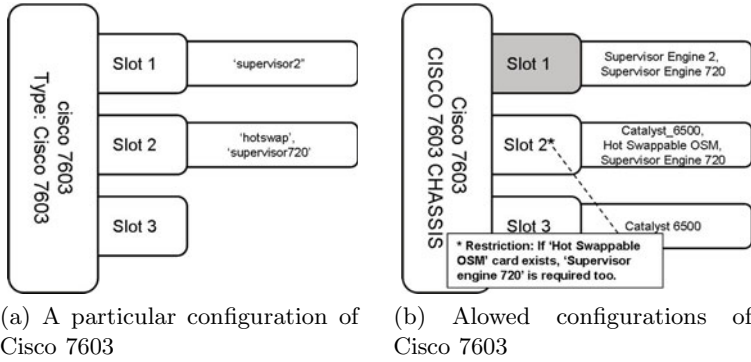 cisco 7603
Type: Cisco 7603
Slot 1
'supervisor2"
Slot 2
'hotswap',
'supervisor720'
Slot 3
(a) A particular configuration of
Cisco 7603
Cisco 7603
CISCO 7603 CHASSIS
Slot 1
Supervisor Engine 2,
Supervisor Engine 720
Slot 2*
Catalyst_6500,
Hot Swappable OSM,
Supervisor Engine 720
Slot 3
Catalyst 6500
* Restriction: If 'Hot Swappable
OSM' card exists, 'Supervisor
engine 720' is required too.
(b) Alowed configurations of
Cisco 7603